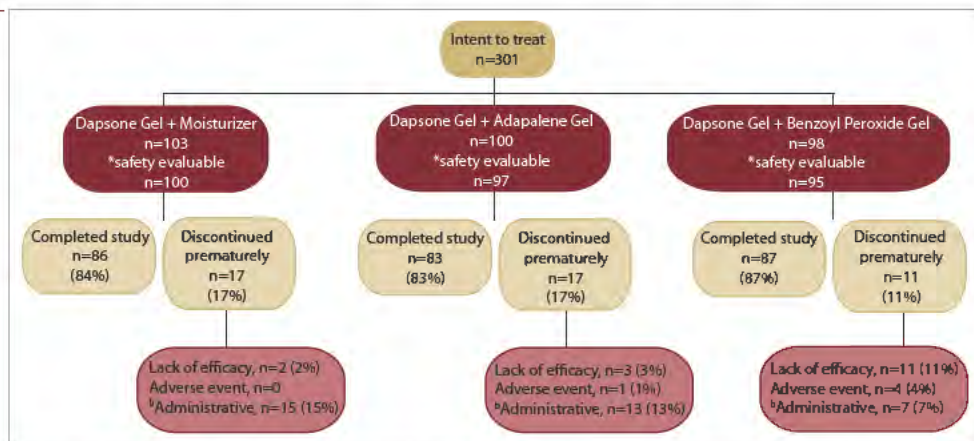 Intent to treat
n=301
Dapsone Gel + Moisturizer
n=103
*safety evaluable
n=100
Dapsone Gel + Adapalene Gel
n=100
*safety evaluable
n=97
Dapsone Gel + Benzoyl Peroxide Gel
n=98
*safety evaluable
n=95
Completed study
n=86
(84%)
Discontinued
prematurely
n=17
(17%)
Completed study
n=83
(83%)
Discontinued
prematurely
n=17
(17%)
Completed study
n=87
(87%)
Discontinued
prematurely
n=11
(11%)
Lack of efficacy, n=2 (2%)
Adverse event, n=0
ᵇAdministrative, n=15 (15%)
Lack of efficacy, n=3 (3%)
Adverse event, n=1 (1%)
ᵇAdministrative, n=13 (13%)
Lack of efficacy, n=11 (11%)
Adverse event, n=4 (4%)
ᵇAdministrative, n=7 (7%)